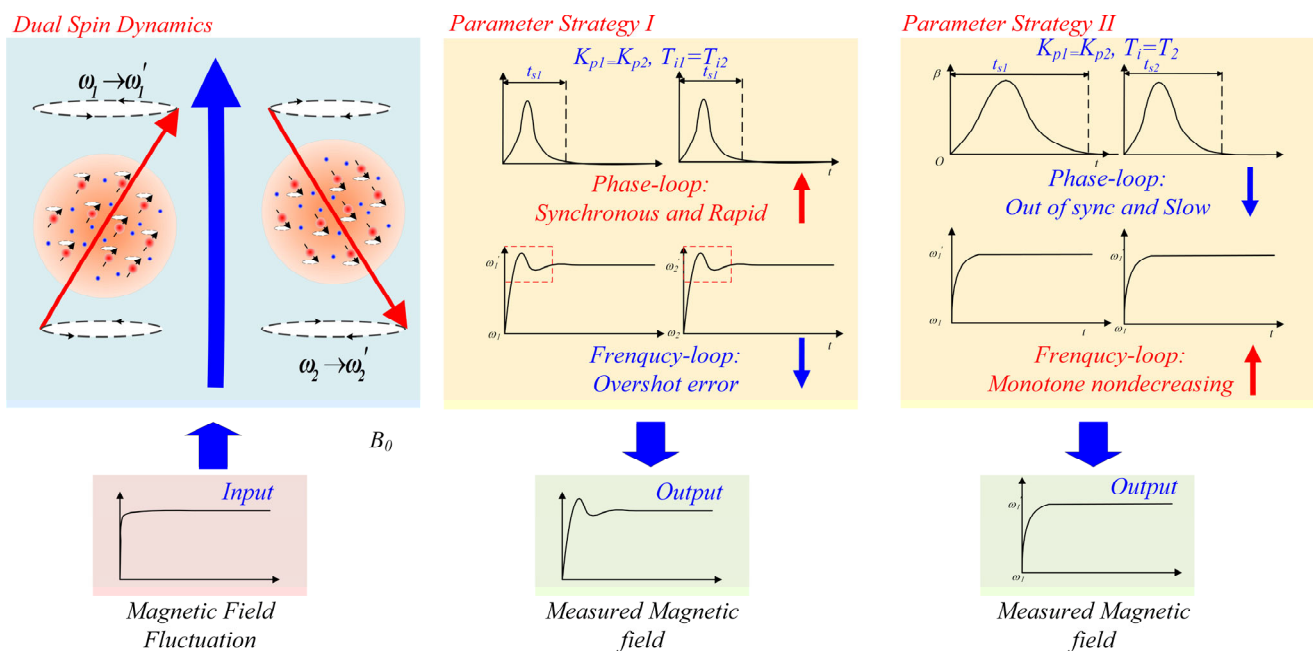 Dual Spin Dynamics
ω₁→ω₁'
ω₂→ω₂'
B₀
Input
Magnetic Field
Fluctuation
Parameter Strategy I
Kp1=Kp2, Ti1=Ti2
ts1
ts1
t
Phase-loop:
Synchronous and Rapid
ω₁'
ω₂'
ω₁
ω₂
t
Frenqucy-loop:
Overshot error
Output
Measured Magnetic
field
Parameter Strategy II
Kp1=Kp2, Ti=T2
β
ts1
ts2
O
t
t
Phase-loop:
Out of sync and Slow
ω₁'
ω₁'
ω₁
ω₁
t
t
Frenqucy-loop:
Monotone nondecreasing
Output
ω₁'
ω₁
Measured Magnetic
field